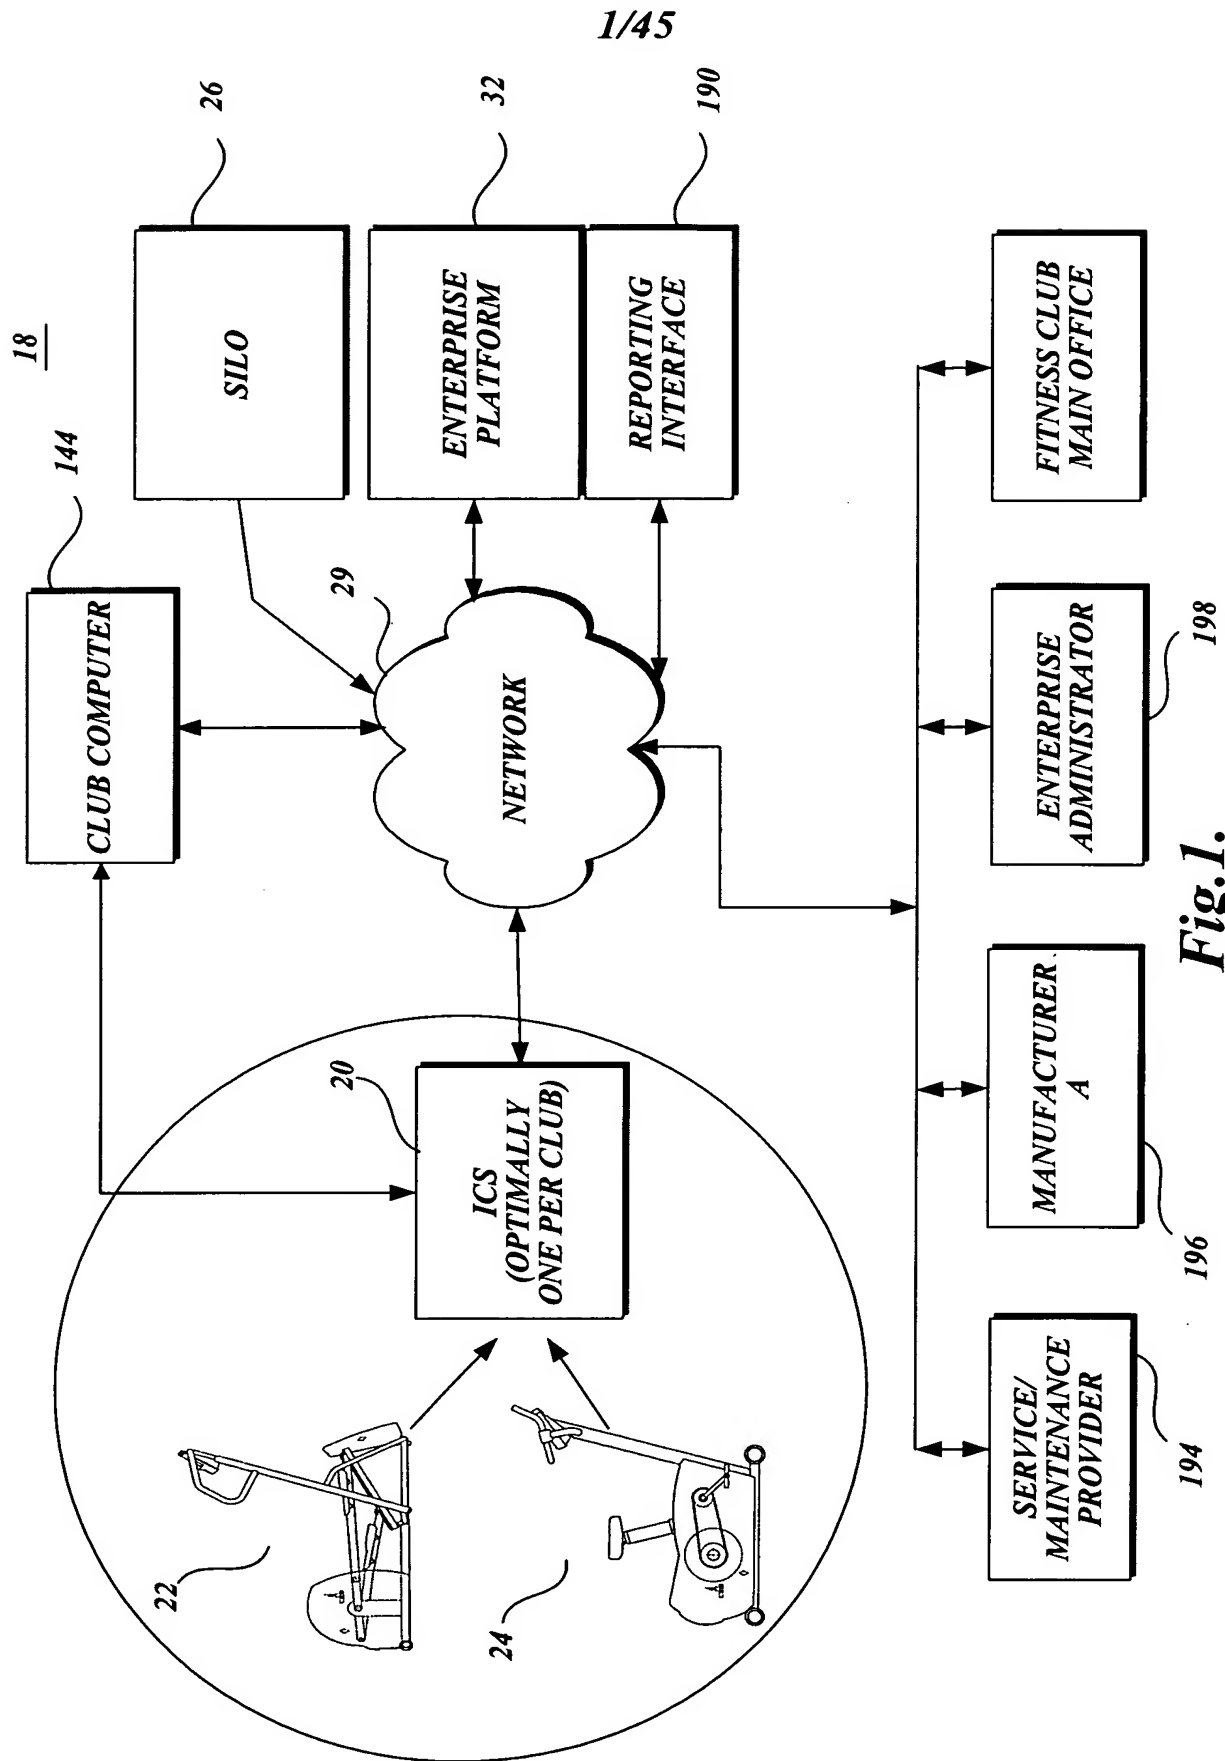 1/45
18
26
SILO
32
ENTERPRISE
PLATFORM
190
REPORTING
INTERFACE
144
CLUB COMPUTER
29
NETWORK
20
ICS
(OPTIMALLY
ONE PER CLUB)
22
24
SERVICE/
MAINTENANCE
PROVIDER
194
MANUFACTURER
A
196
ENTERPRISE
ADMINISTRATOR
198
FITNESS CLUB
MAIN OFFICE
Fig.1.